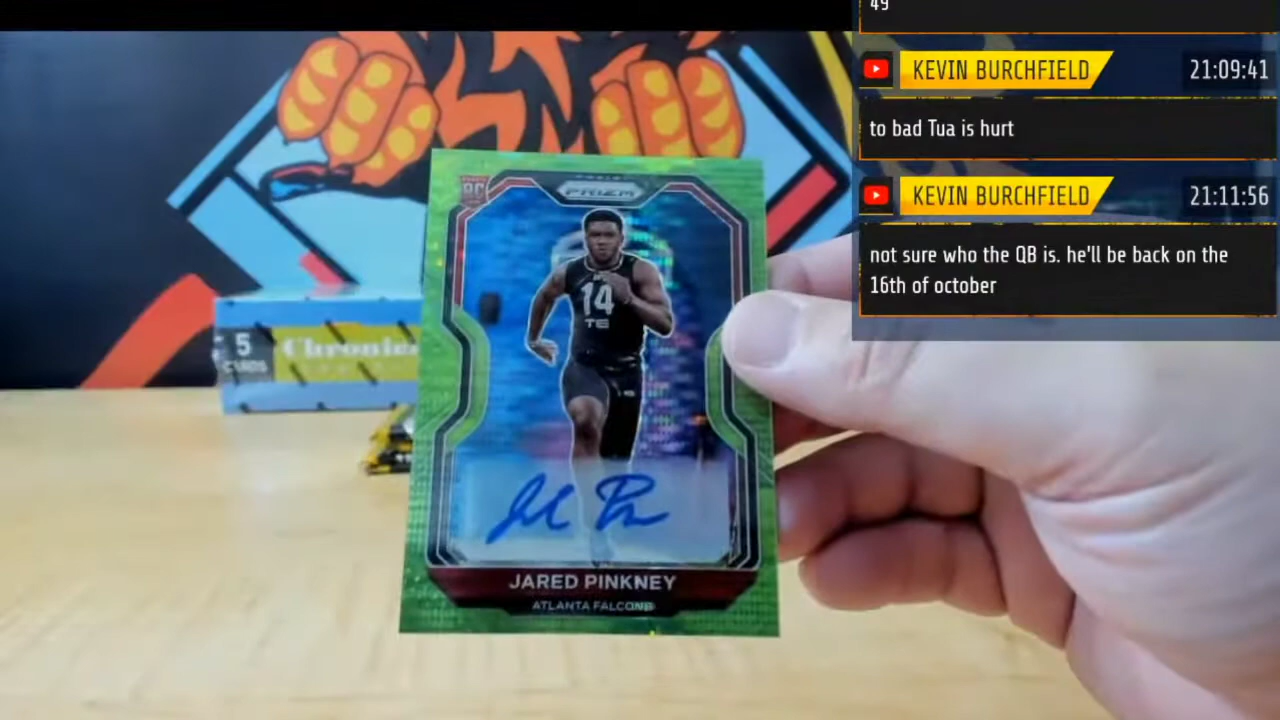 49
KEVIN BURCHFIELD 21:09:41
to bad Tua is hurt
KEVIN BURCHFIELD 21:11:56
not sure who the QB is. he'll be back on the
16th of october
RC
PRIZM
14
TE
5
CARDS
JARED PINKNEY
ATLANTA FALCONS